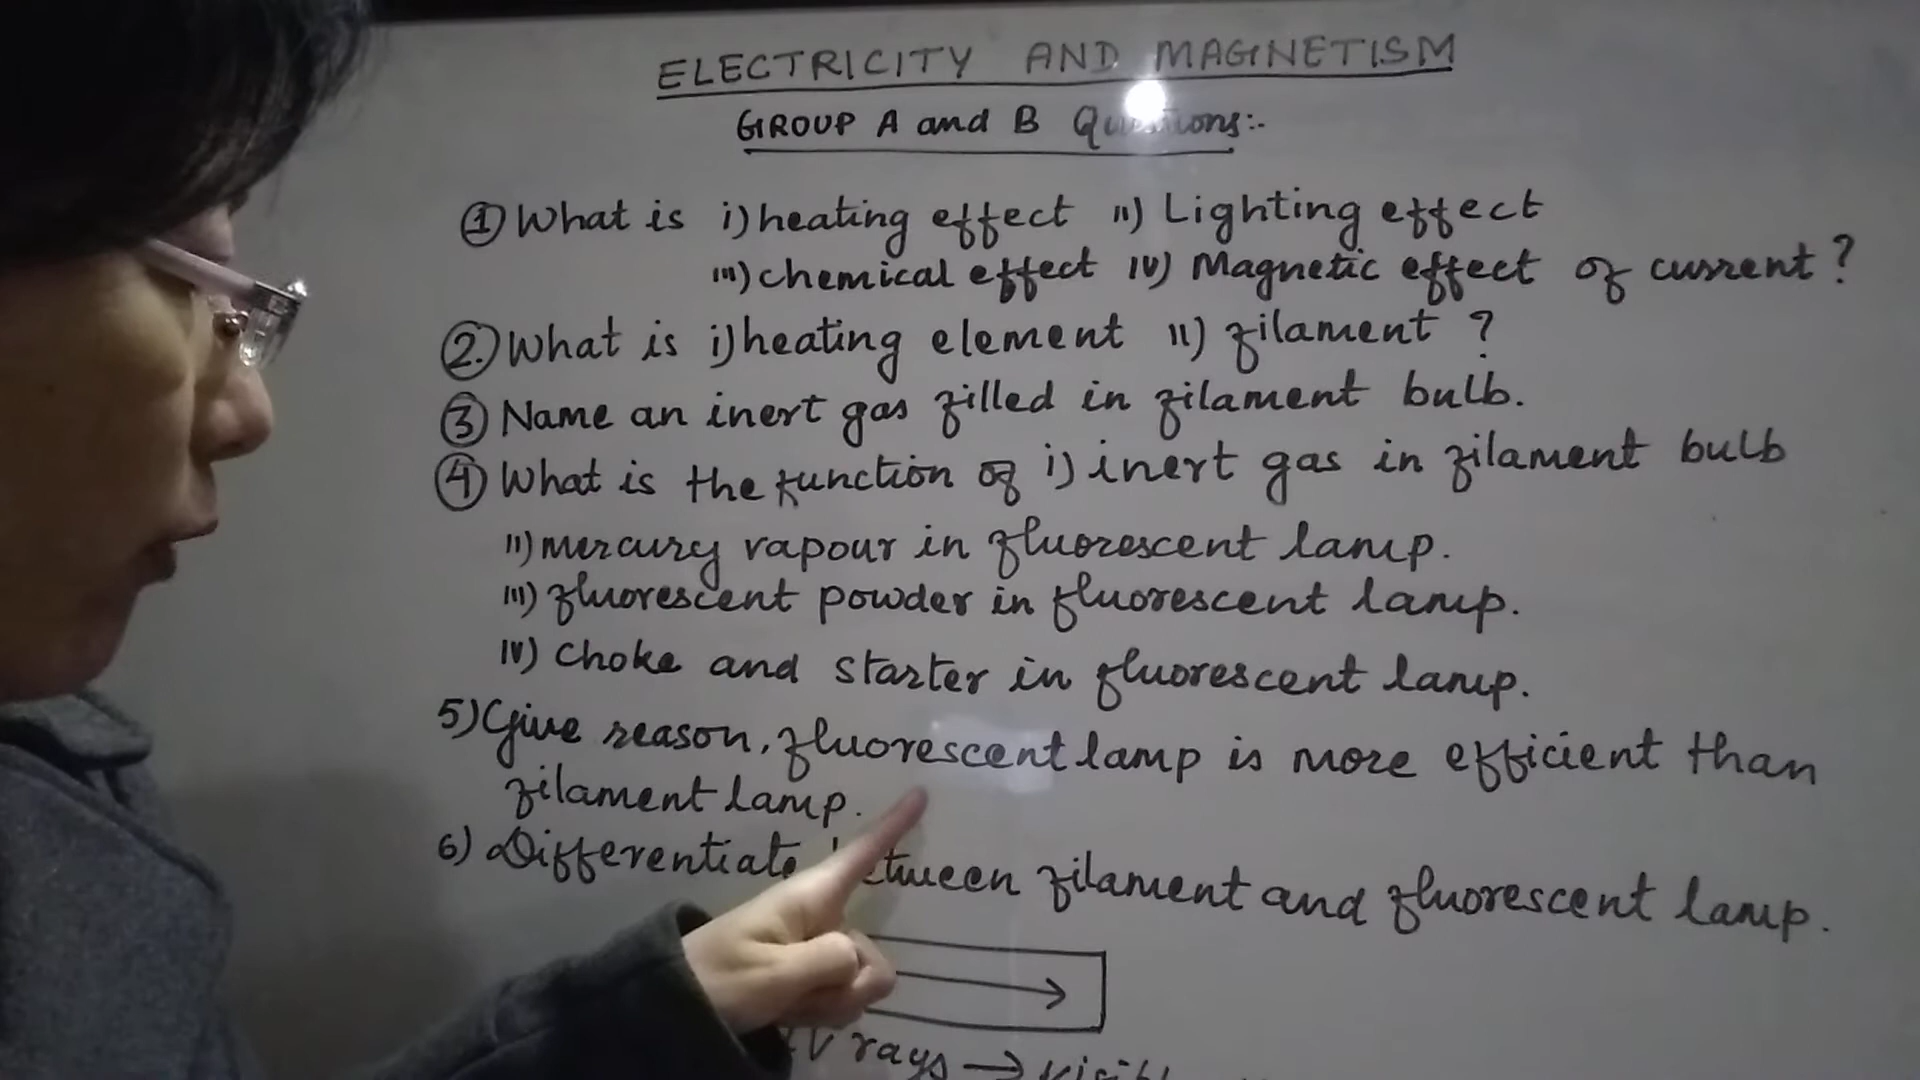 ELECTRICITY AND MAGNETISM
GROUP A and B Questions:-
① What is i) heating effect ii) Lighting effect
iii) chemical effect iv) Magnetic effect of current?
②. What is i) heating element ii) filament ?
③ Name an inert gas filled in filament bulb.
④ What is the function of i) inert gas in filament bulb
ii) mercury vapour in fluorescent lamp.
iii) fluorescent powder in fluorescent lamp.
iv) choke and starter in fluorescent lamp.
5) Give reason, fluorescent lamp is more efficient than
filament lamp.
6) Differentiate between filament and fluorescent lamp.
rays →